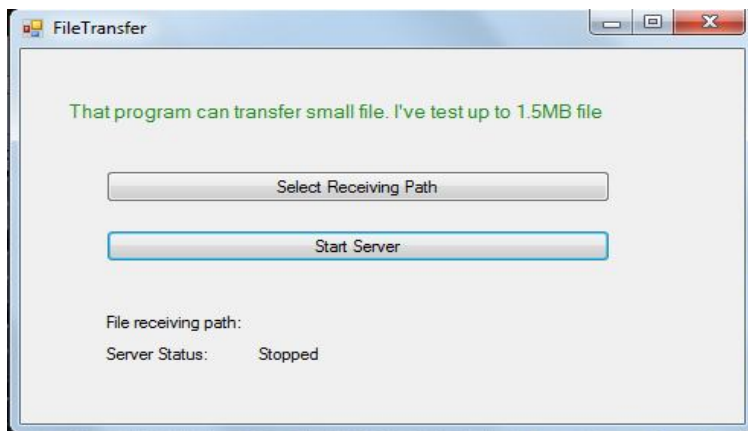 FileTransfer
That program can transfer small file. I've test up to 1.5MB file
Select Receiving Path
Start Server
File receiving path:
Server Status: Stopped